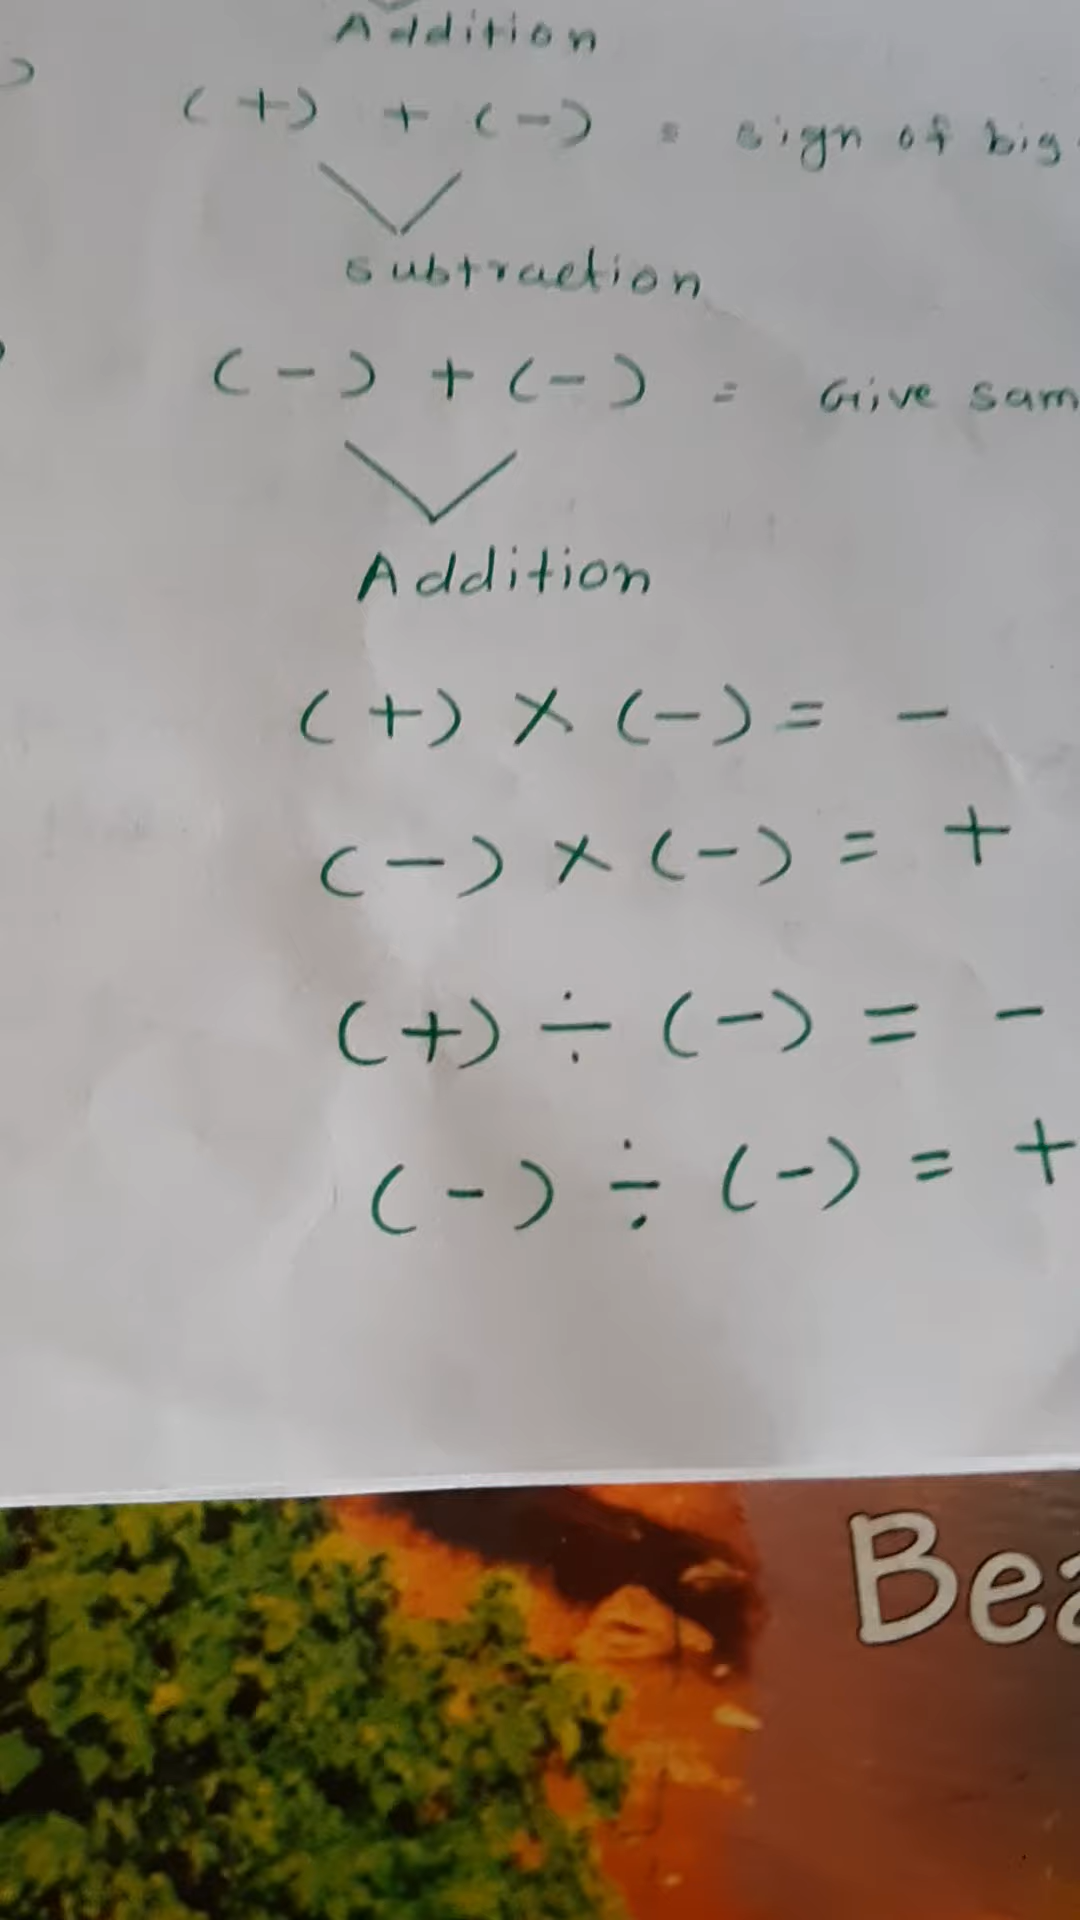 Addition
(+) + (-) = sign of big
subtraction
(-) + (-) = Give sam
Addition
(+) × (-) = -
(-) × (-) = +
(+) ÷ (-) = -
(-) ÷ (-) = +
Bea